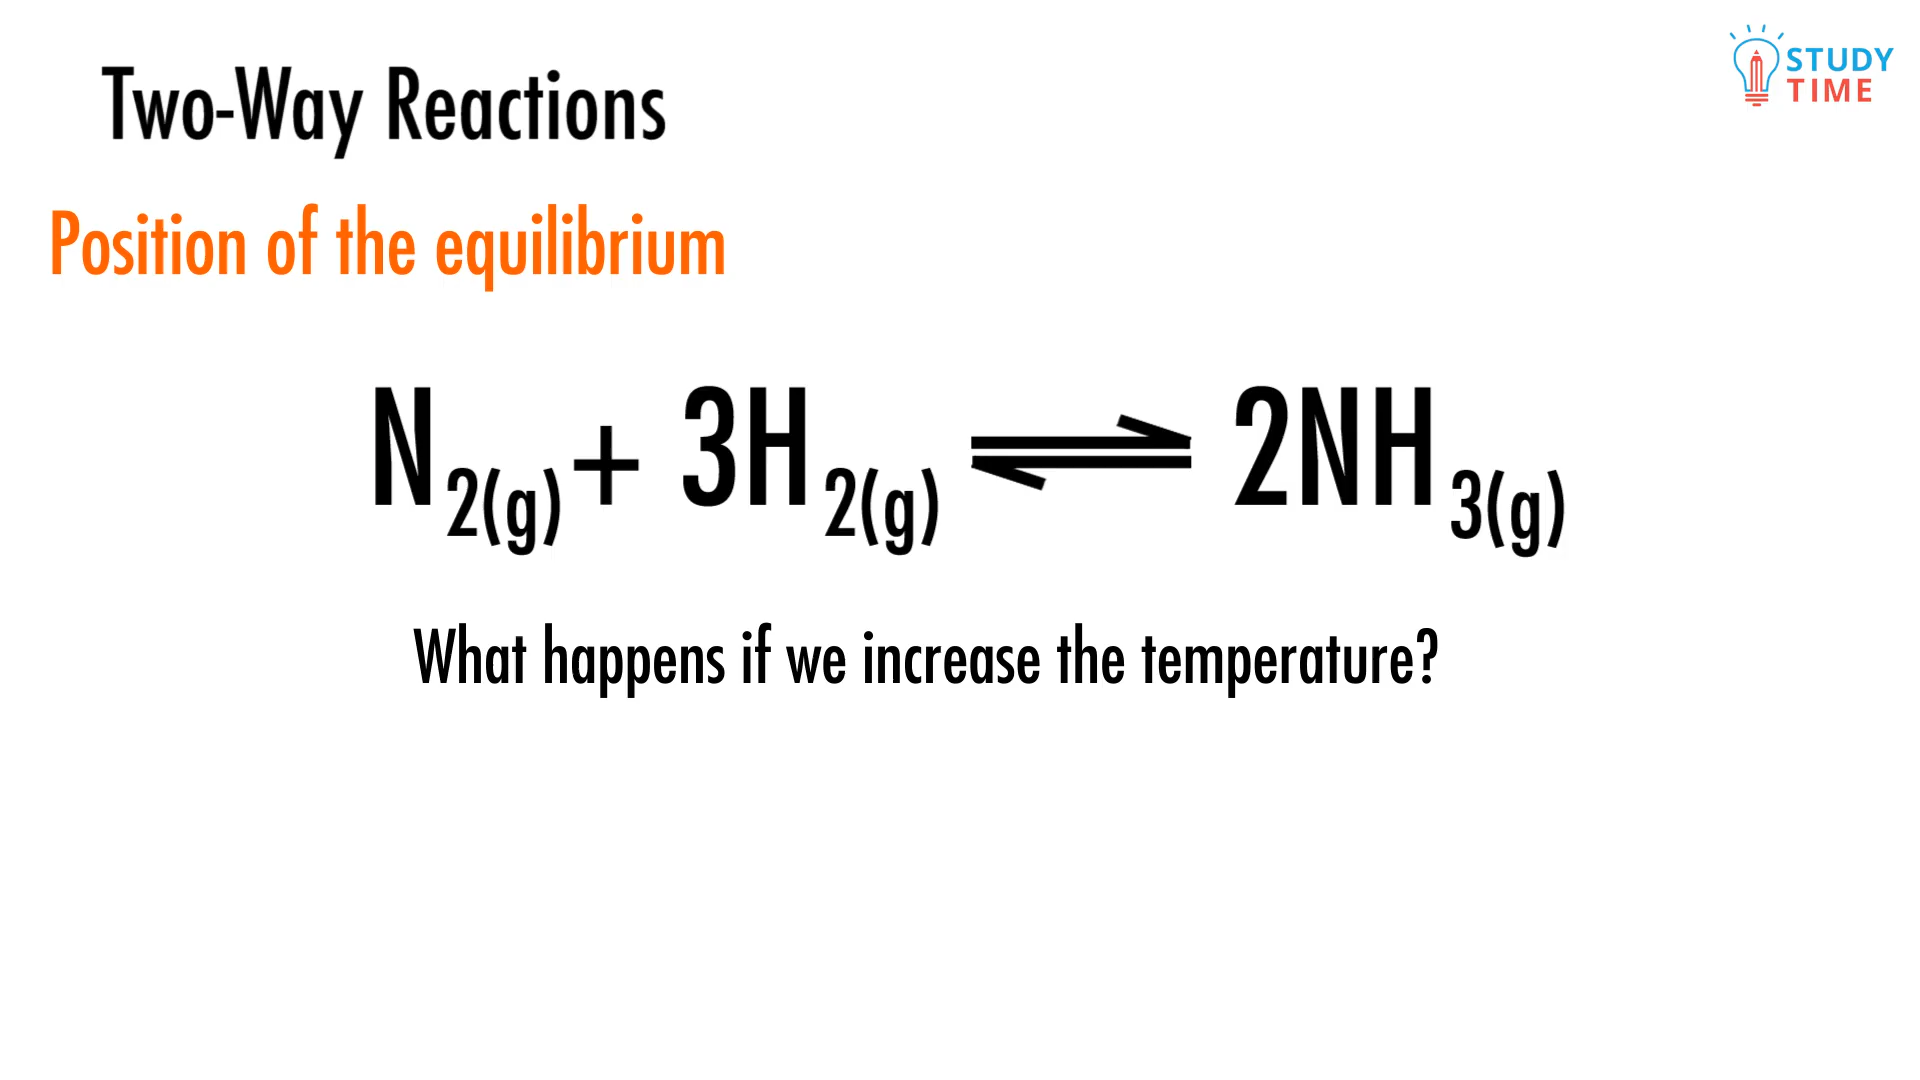 Two-Way Reactions
STUDY
TIME
Position of the equilibrium
N2(g)+ 3H2(g) ⇌ 2NH3(g)
What happens if we increase the temperature?